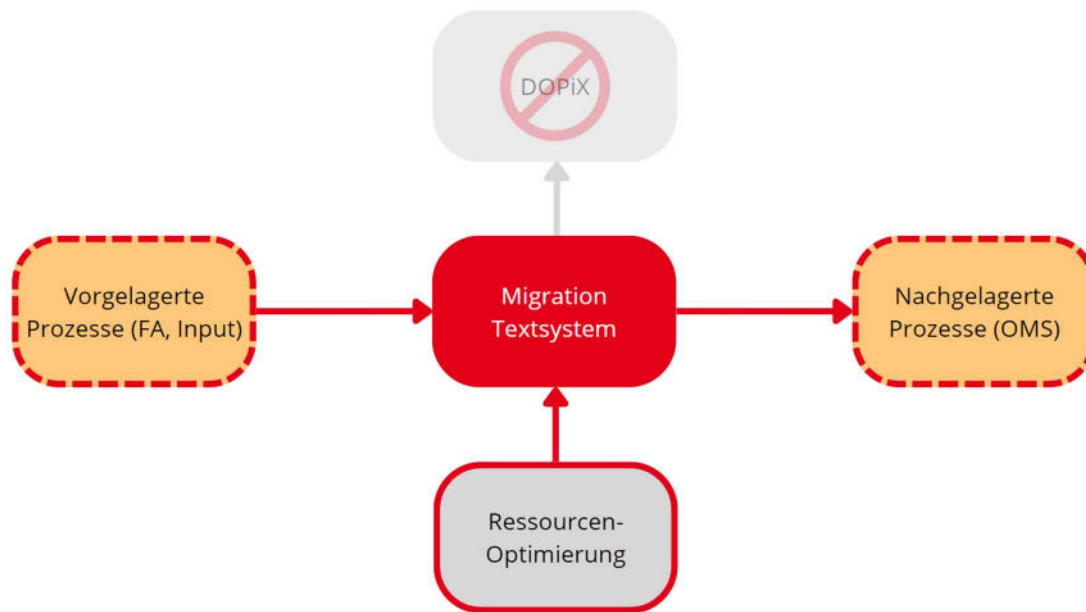 DOPiX
Vorgelagerte
Prozesse (FA, Input)
Migration
Textsystem
Nachgelagerte
Prozesse (OMS)
Ressourcen-
Optimierung